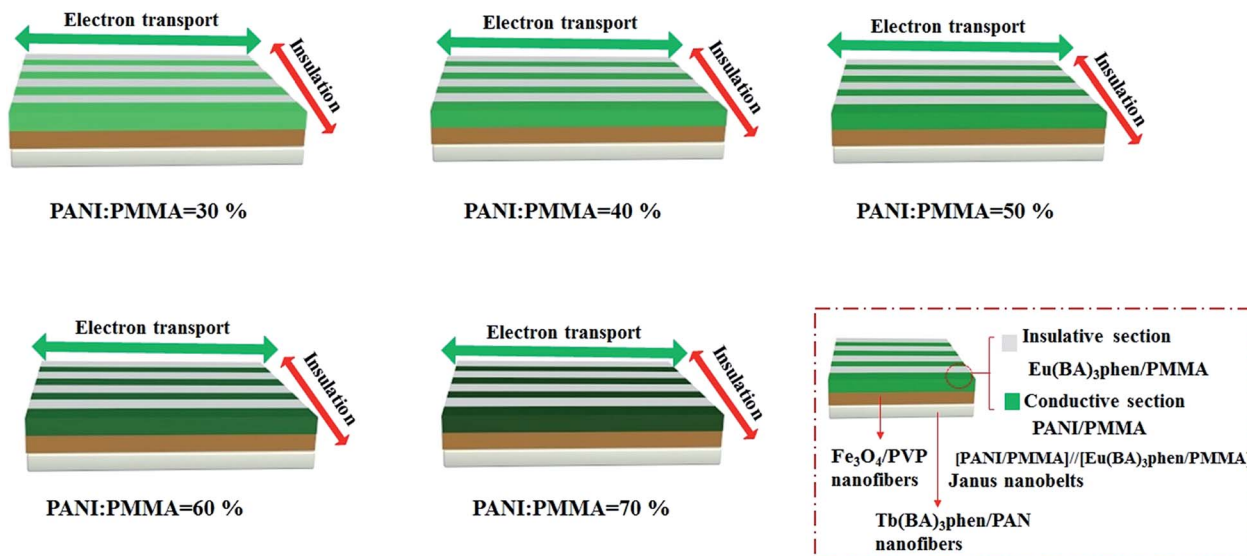 Electron transport
Insulation
PANI:PMMA=30 %
Electron transport
Insulation
PANI:PMMA=40 %
Electron transport
Insulation
PANI:PMMA=50 %
Electron transport
Insulation
PANI:PMMA=60 %
Electron transport
Insulation
PANI:PMMA=70 %
Insulative section
Eu(BA)₃phen/PMMA
Conductive section
PANI/PMMA
Fe₃O₄/PVP
nanofibers
[PANI/PMMA]//[Eu(BA)₃phen/PMMA]
Janus nanobelts
Tb(BA)₃phen/PAN
nanofibers